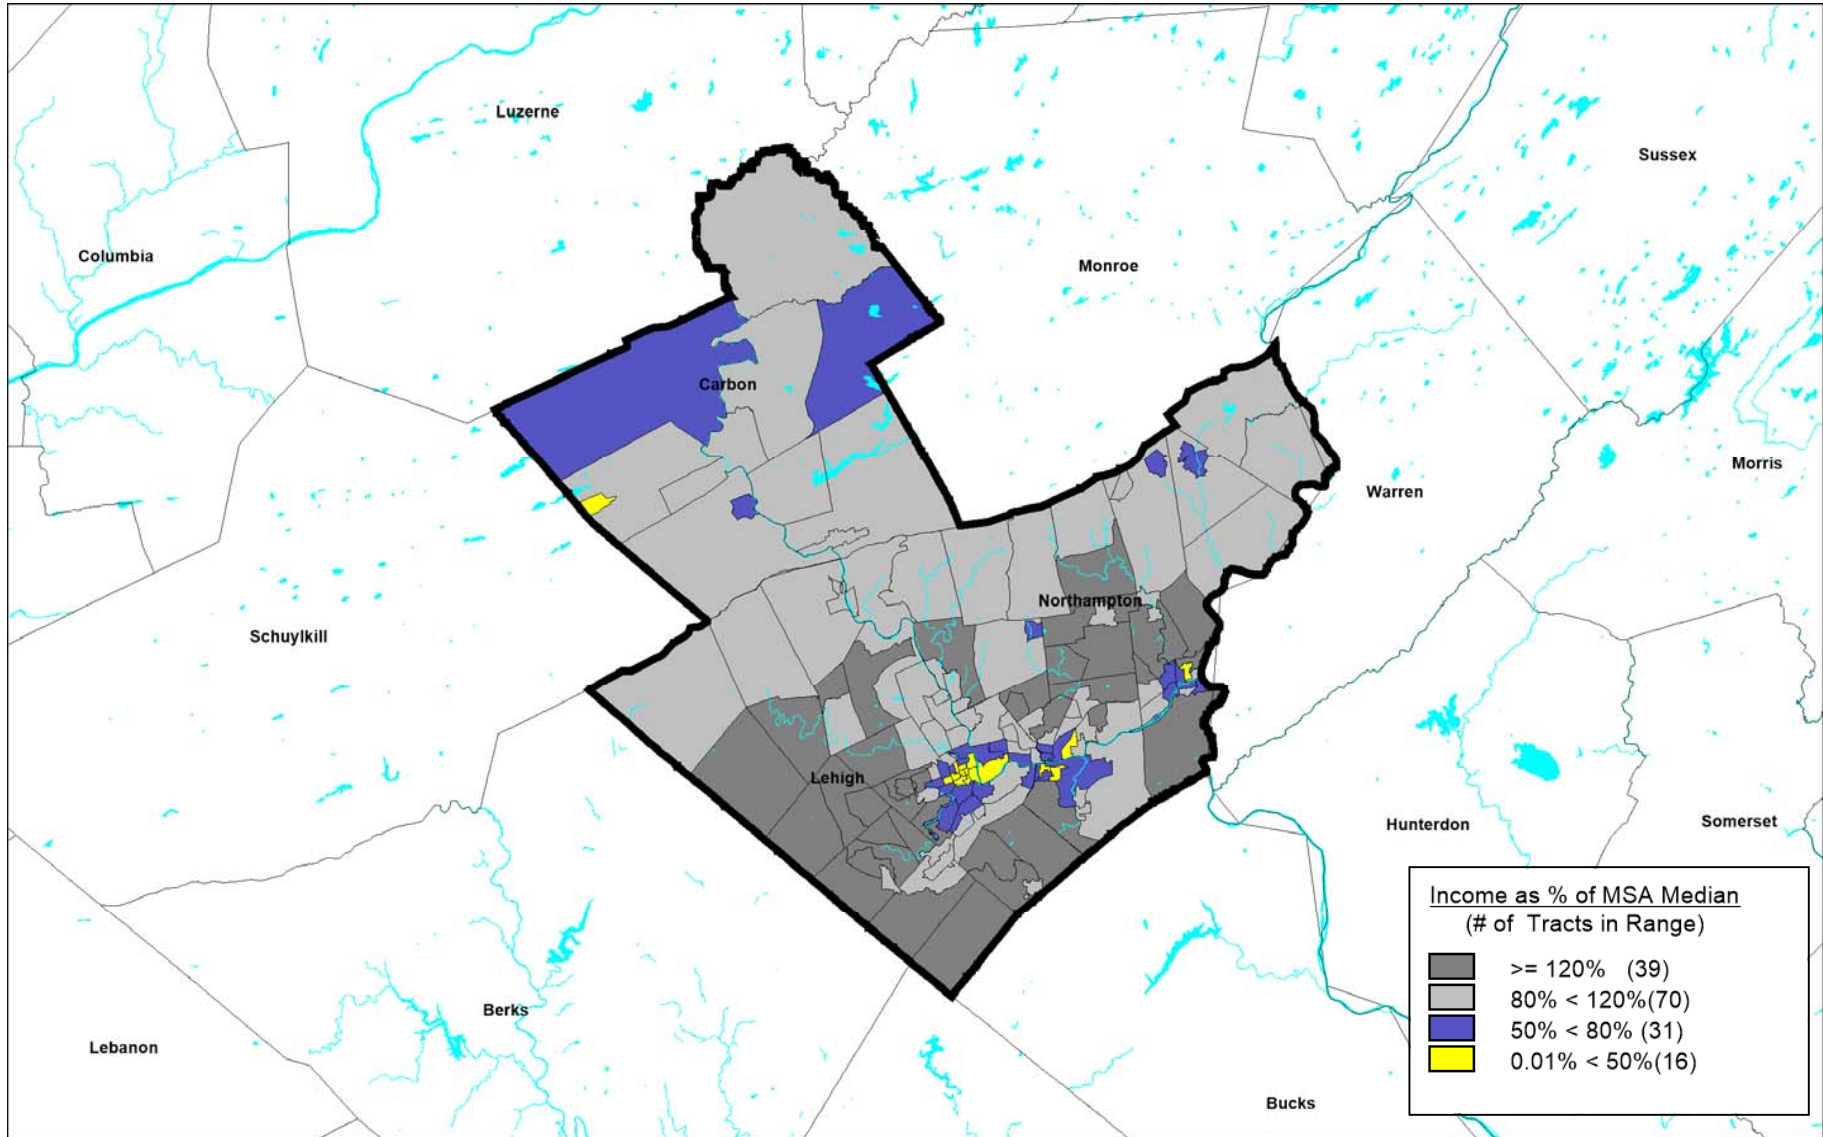 Luzerne
Sussex
Columbia
Monroe
Carbon
Morris
Warren
Northampton
Schuylkill
Lehigh
Hunterdon
Somerset
Berks
Lebanon
Bucks
Income as % of MSA Median
(# of Tracts in Range)
>= 120% (39)
80% < 120%(70)
50% < 80% (31)
0.01% < 50%(16)